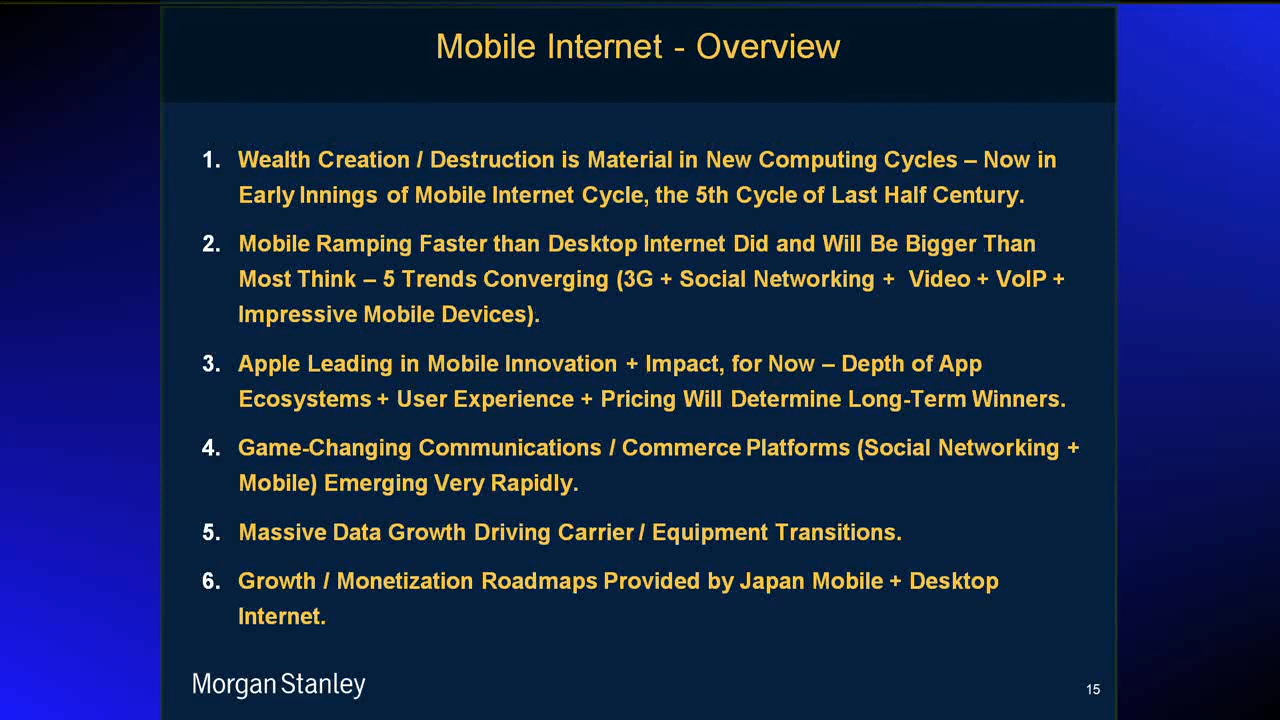 Mobile Internet - Overview
1. Wealth Creation / Destruction is Material in New Computing Cycles – Now in
Early Innings of Mobile Internet Cycle, the 5th Cycle of Last Half Century.
2. Mobile Ramping Faster than Desktop Internet Did and Will Be Bigger Than
Most Think – 5 Trends Converging (3G + Social Networking + Video + VoIP +
Impressive Mobile Devices).
3. Apple Leading in Mobile Innovation + Impact, for Now – Depth of App
Ecosystems + User Experience + Pricing Will Determine Long-Term Winners.
4. Game-Changing Communications / Commerce Platforms (Social Networking +
Mobile) Emerging Very Rapidly.
5. Massive Data Growth Driving Carrier / Equipment Transitions.
6. Growth / Monetization Roadmaps Provided by Japan Mobile + Desktop
Internet.
Morgan Stanley
15